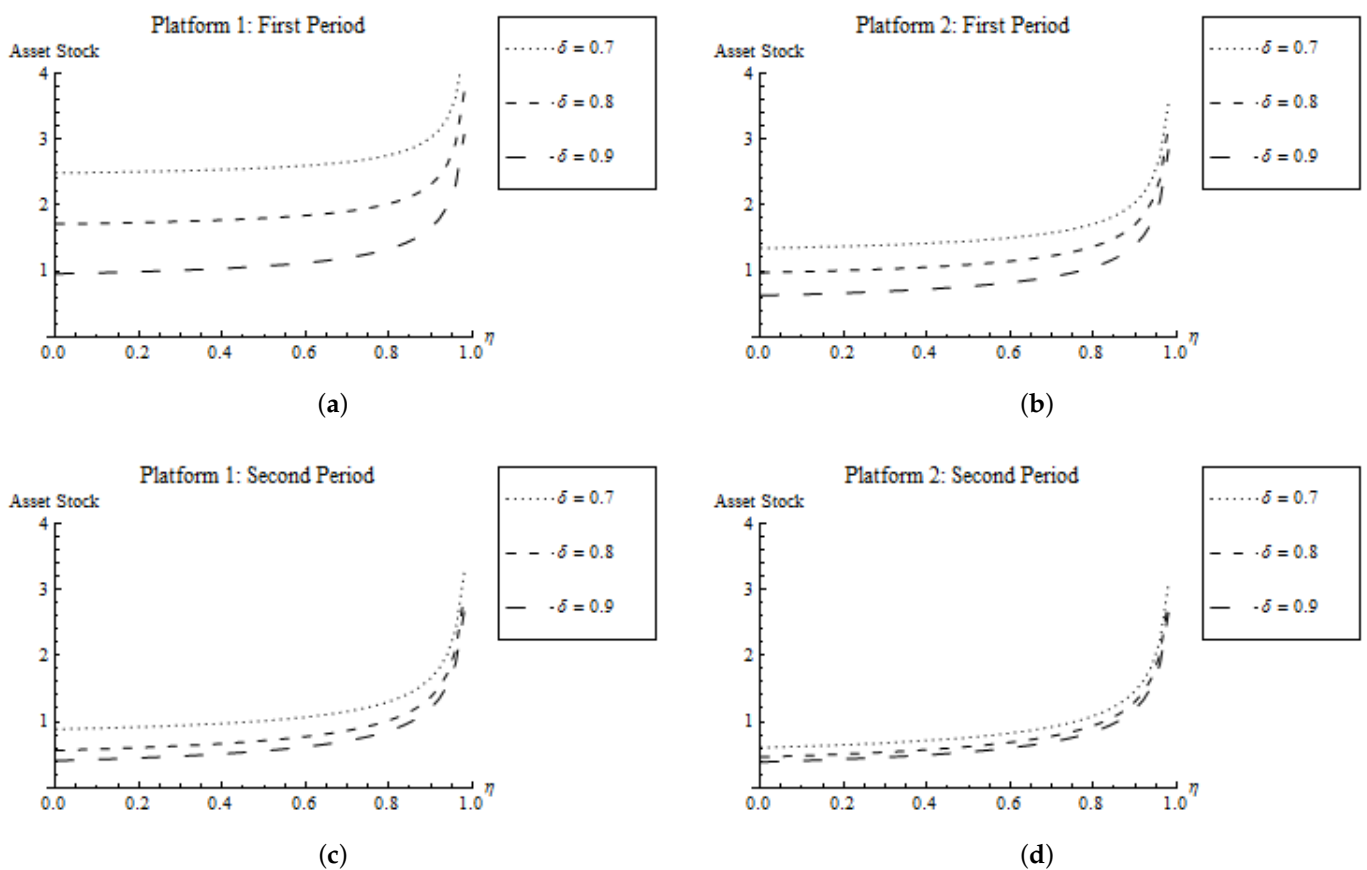 Platform 1: First Period
Asset Stock
4
3
2
1
0.0 0.2 0.4 0.6 0.8 1.0 η
δ = 0.7
δ = 0.8
δ = 0.9
(a)
Platform 2: First Period
Asset Stock
4
3
2
1
0.0 0.2 0.4 0.6 0.8 1.0 η
δ = 0.7
δ = 0.8
δ = 0.9
(b)
Platform 1: Second Period
Asset Stock
4
3
2
1
0.0 0.2 0.4 0.6 0.8 1.0 η
δ = 0.7
δ = 0.8
δ = 0.9
(c)
Platform 2: Second Period
Asset Stock
4
3
2
1
0.0 0.2 0.4 0.6 0.8 1.0 η
δ = 0.7
δ = 0.8
δ = 0.9
(d)